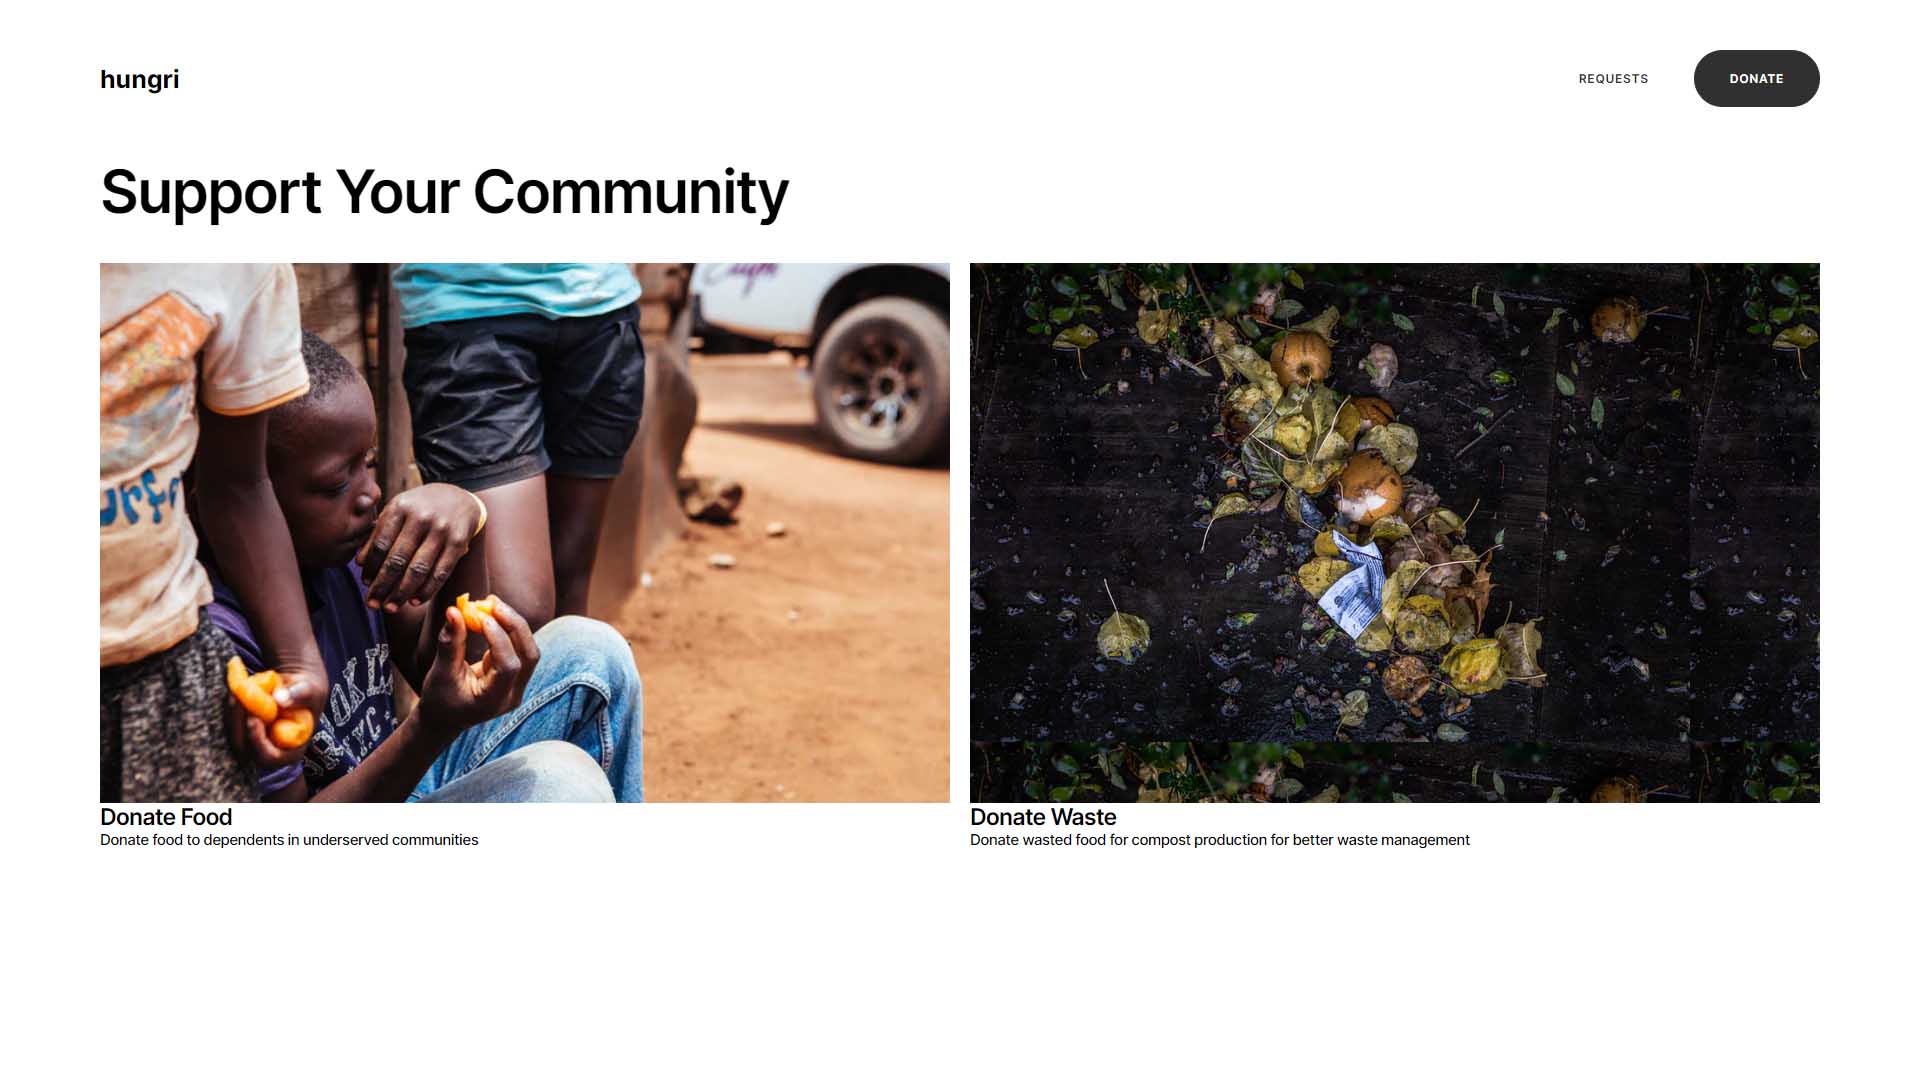 hungri
REQUESTS
DONATE
Support Your Community
Donate Food
Donate food to dependents in underserved communities
Donate Waste
Donate wasted food for compost production for better waste management